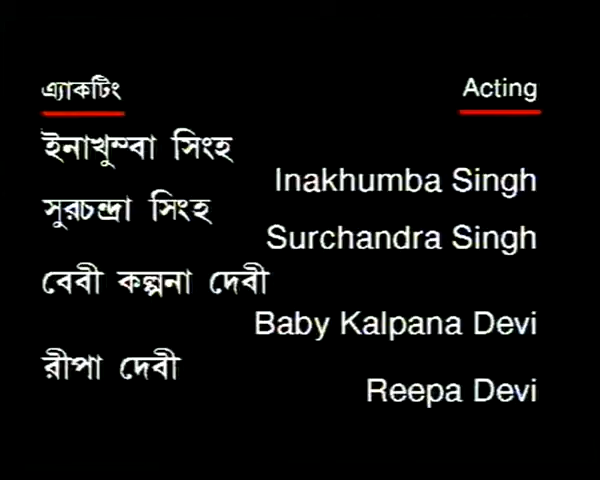 এ্যাকটিং
Acting
ইনাখুম্বা সিংহ
Inakhumba Singh
সুরচন্দ্রা সিংহ
Surchandra Singh
বেবী কল্পনা দেবী
Baby Kalpana Devi
রীপা দেবী
Reepa Devi